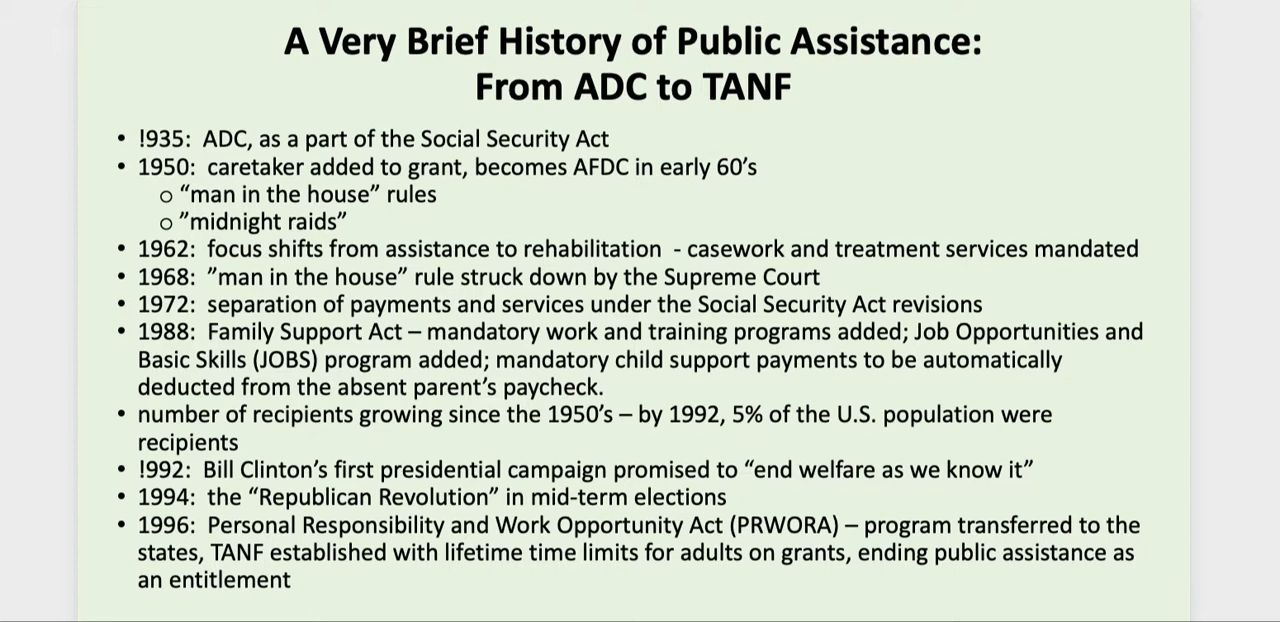 A Very Brief History of Public Assistance:
From ADC to TANF
• !935:  ADC, as a part of the Social Security Act
• 1950:  caretaker added to grant, becomes AFDC in early 60’s
o “man in the house” rules
o ”midnight raids”
• 1962:  focus shifts from assistance to rehabilitation  - casework and treatment services mandated
• 1968:  ”man in the house” rule struck down by the Supreme Court
• 1972:  separation of payments and services under the Social Security Act revisions
• 1988:  Family Support Act – mandatory work and training programs added; Job Opportunities and
Basic Skills (JOBS) program added; mandatory child support payments to be automatically
deducted from the absent parent’s paycheck.
• number of recipients growing since the 1950’s – by 1992, 5% of the U.S. population were
recipients
• !992:  Bill Clinton’s first presidential campaign promised to “end welfare as we know it”
• 1994:  the “Republican Revolution” in mid-term elections
• 1996:  Personal Responsibility and Work Opportunity Act (PRWORA) – program transferred to the
states, TANF established with lifetime time limits for adults on grants, ending public assistance as
an entitlement